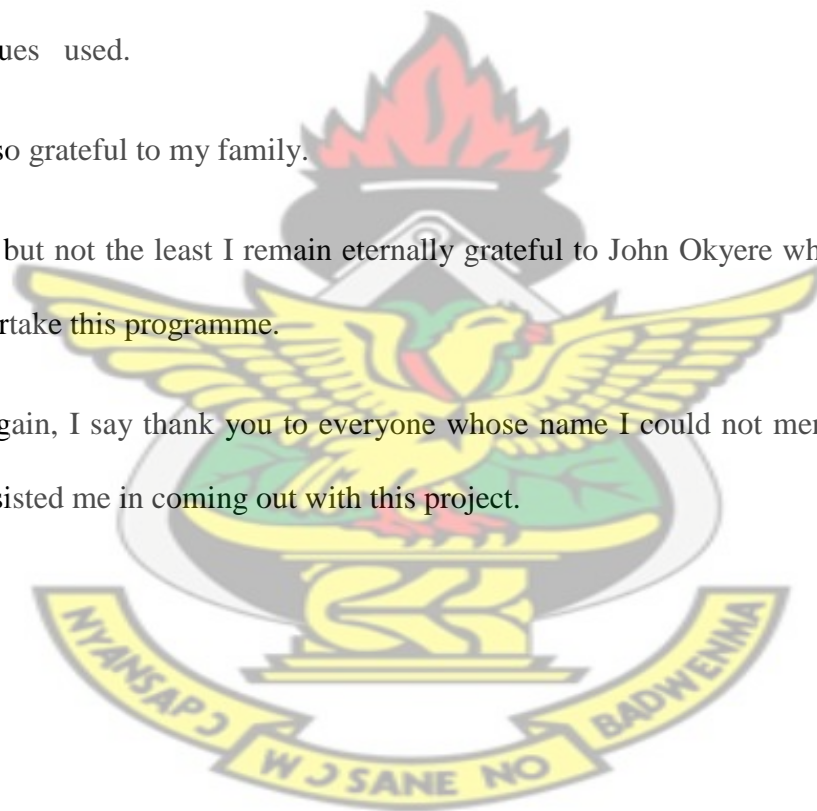 ues used.
so grateful to my family.
but not the least I remain eternally grateful to John Okyere wh
rtake this programme.
gain, I say thank you to everyone whose name I could not men
sisted me in coming out with this project.
NYANSAPƆ WƆSANE NO BADWENMA